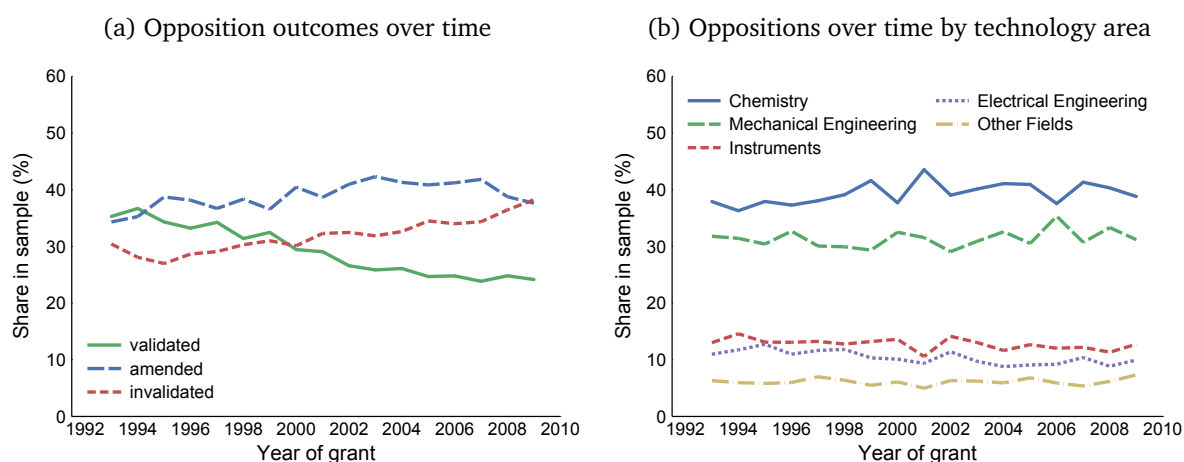 (a) Opposition outcomes over time
60
50
40
30
20
10
0
Share in sample (%)
validated
amended
invalidated
1992 1994 1996 1998 2000 2002 2004 2006 2008 2010
Year of grant
(b) Oppositions over time by technology area
60
50
40
30
20
10
0
Share in sample (%)
Chemistry
Mechanical Engineering
Instruments
Electrical Engineering
Other Fields
1992 1994 1996 1998 2000 2002 2004 2006 2008 2010
Year of grant